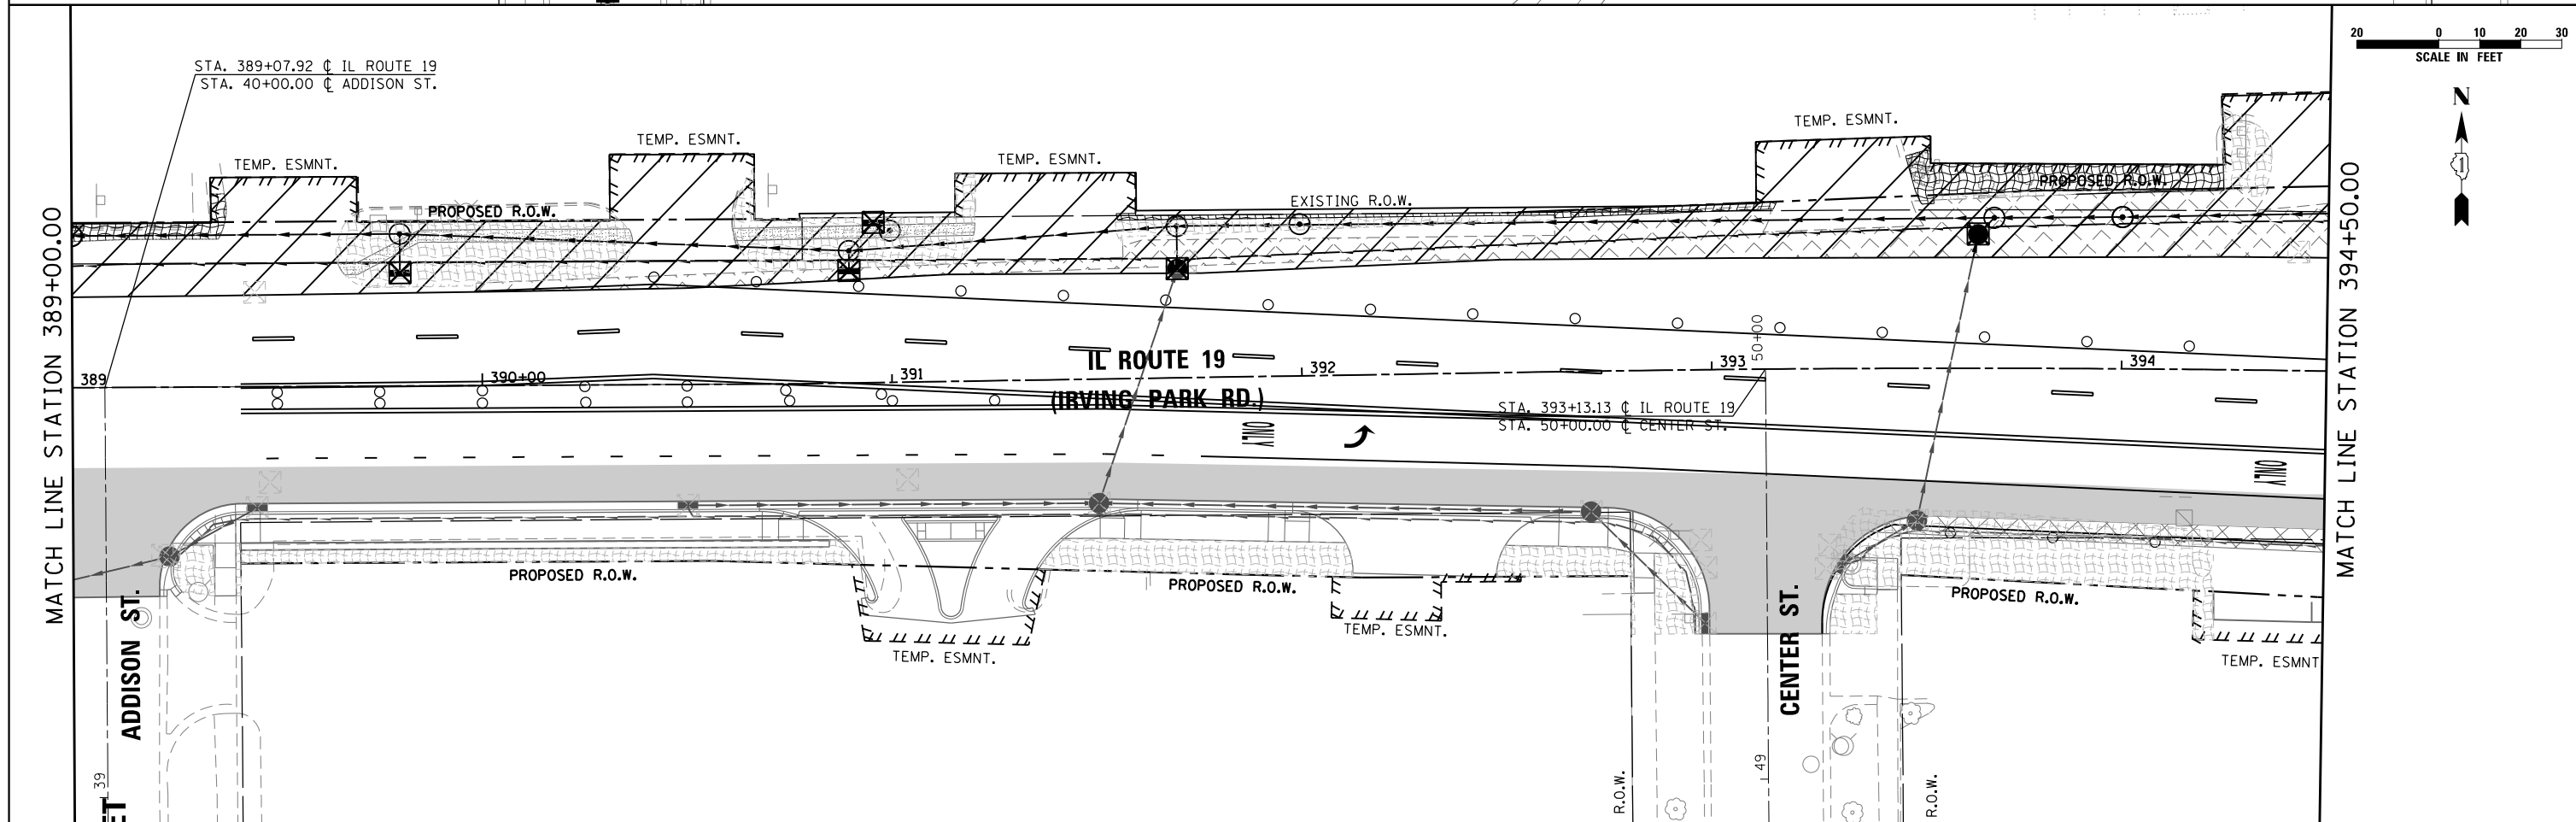 20 0 10 20 30
SCALE IN FEET
N
1
STA. 389+07.92 ℄ IL ROUTE 19
STA. 40+00.00 ℄ ADDISON ST.
TEMP. ESMNT.
TEMP. ESMNT.
TEMP. ESMNT.
TEMP. ESMNT.
PROPOSED R.O.W.
EXISTING R.O.W.
PROPOSED R.O.W.
MATCH LINE STATION 389+00.00
MATCH LINE STATION 394+50.00
389
390+00
391
392
393
394
50+00
IL ROUTE 19
(IRVING PARK RD.)
STA. 393+13.13 ℄ IL ROUTE 19
STA. 50+00.00 ℄ CENTER ST.
ONLY
ONLY
PROPOSED R.O.W.
PROPOSED R.O.W.
PROPOSED R.O.W.
TEMP. ESMNT.
TEMP. ESMNT.
TEMP. ESMNT
ADDISON ST.
CENTER ST.
39
49
R.O.W.
R.O.W.